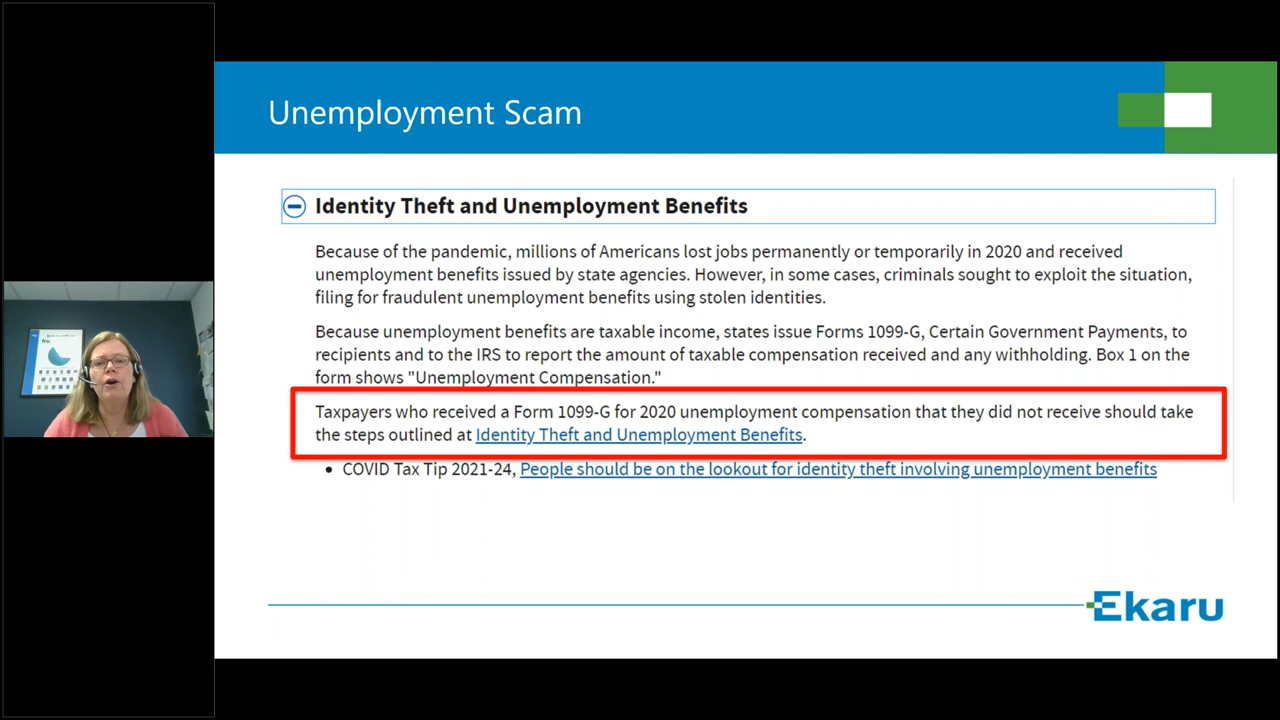 Unemployment Scam
Identity Theft and Unemployment Benefits
Because of the pandemic, millions of Americans lost jobs permanently or temporarily in 2020 and received
unemployment benefits issued by state agencies. However, in some cases, criminals sought to exploit the situation,
filing for fraudulent unemployment benefits using stolen identities.
Because unemployment benefits are taxable income, states issue Forms 1099-G, Certain Government Payments, to
recipients and to the IRS to report the amount of taxable compensation received and any withholding. Box 1 on the
form shows "Unemployment Compensation."
Taxpayers who received a Form 1099-G for 2020 unemployment compensation that they did not receive should take
the steps outlined at Identity Theft and Unemployment Benefits.
• COVID Tax Tip 2021-24, People should be on the lookout for identity theft involving unemployment benefits
Ekaru